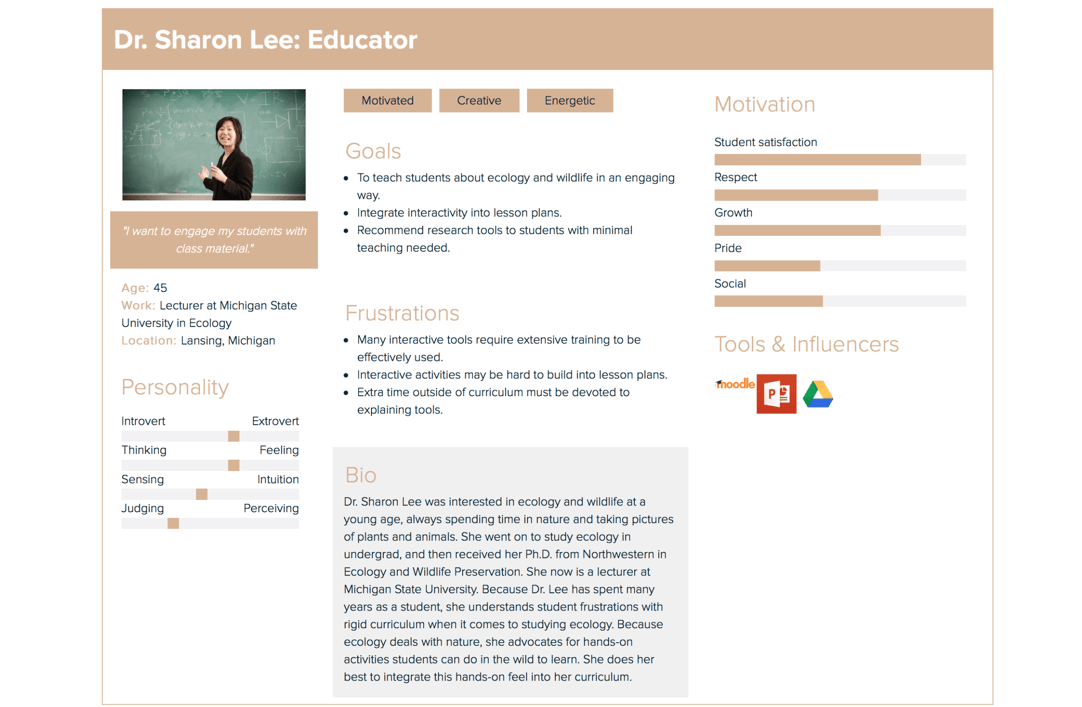 Dr. Sharon Lee: Educator
"I want to engage my students with
class material."
Age: 45
Work: Lecturer at Michigan State
University in Ecology
Location: Lansing, Michigan
Personality
Introvert Extrovert
Thinking Feeling
Sensing Intuition
Judging Perceiving
Motivated Creative Energetic
Goals
To teach students about ecology and wildlife in an engaging
way.
Integrate interactivity into lesson plans.
Recommend research tools to students with minimal
teaching needed.
Frustrations
Many interactive tools require extensive training to be
effectively used.
Interactive activities may be hard to build into lesson plans.
Extra time outside of curriculum must be devoted to
explaining tools.
Bio
Dr. Sharon Lee was interested in ecology and wildlife at a
young age, always spending time in nature and taking pictures
of plants and animals. She went on to study ecology in
undergrad, and then received her Ph.D. from Northwestern in
Ecology and Wildlife Preservation. She now is a lecturer at
Michigan State University. Because Dr. Lee has spent many
years as a student, she understands student frustrations with
rigid curriculum when it comes to studying ecology. Because
ecology deals with nature, she advocates for hands-on
activities students can do in the wild to learn. She does her
best to integrate this hands-on feel into her curriculum.
Motivation
Student satisfaction
Respect
Growth
Pride
Social
Tools & Influencers
moodle
P